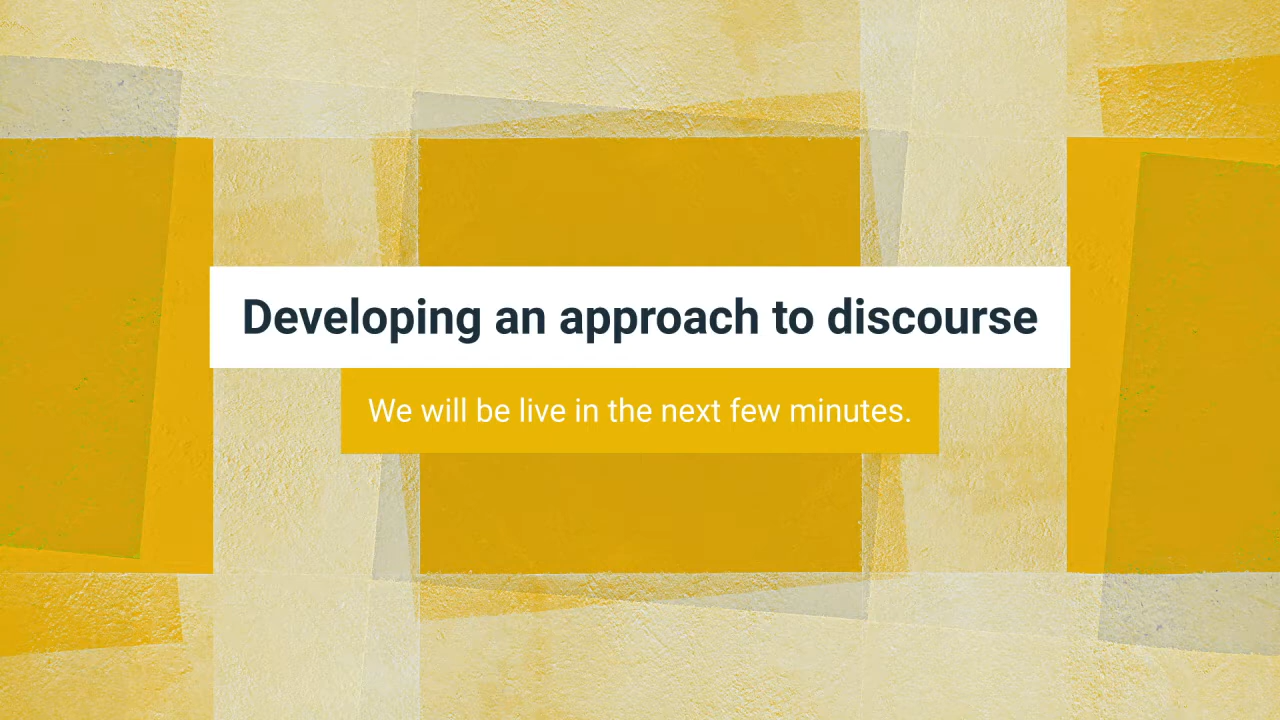 Developing an approach to discourse
We will be live in the next few minutes.